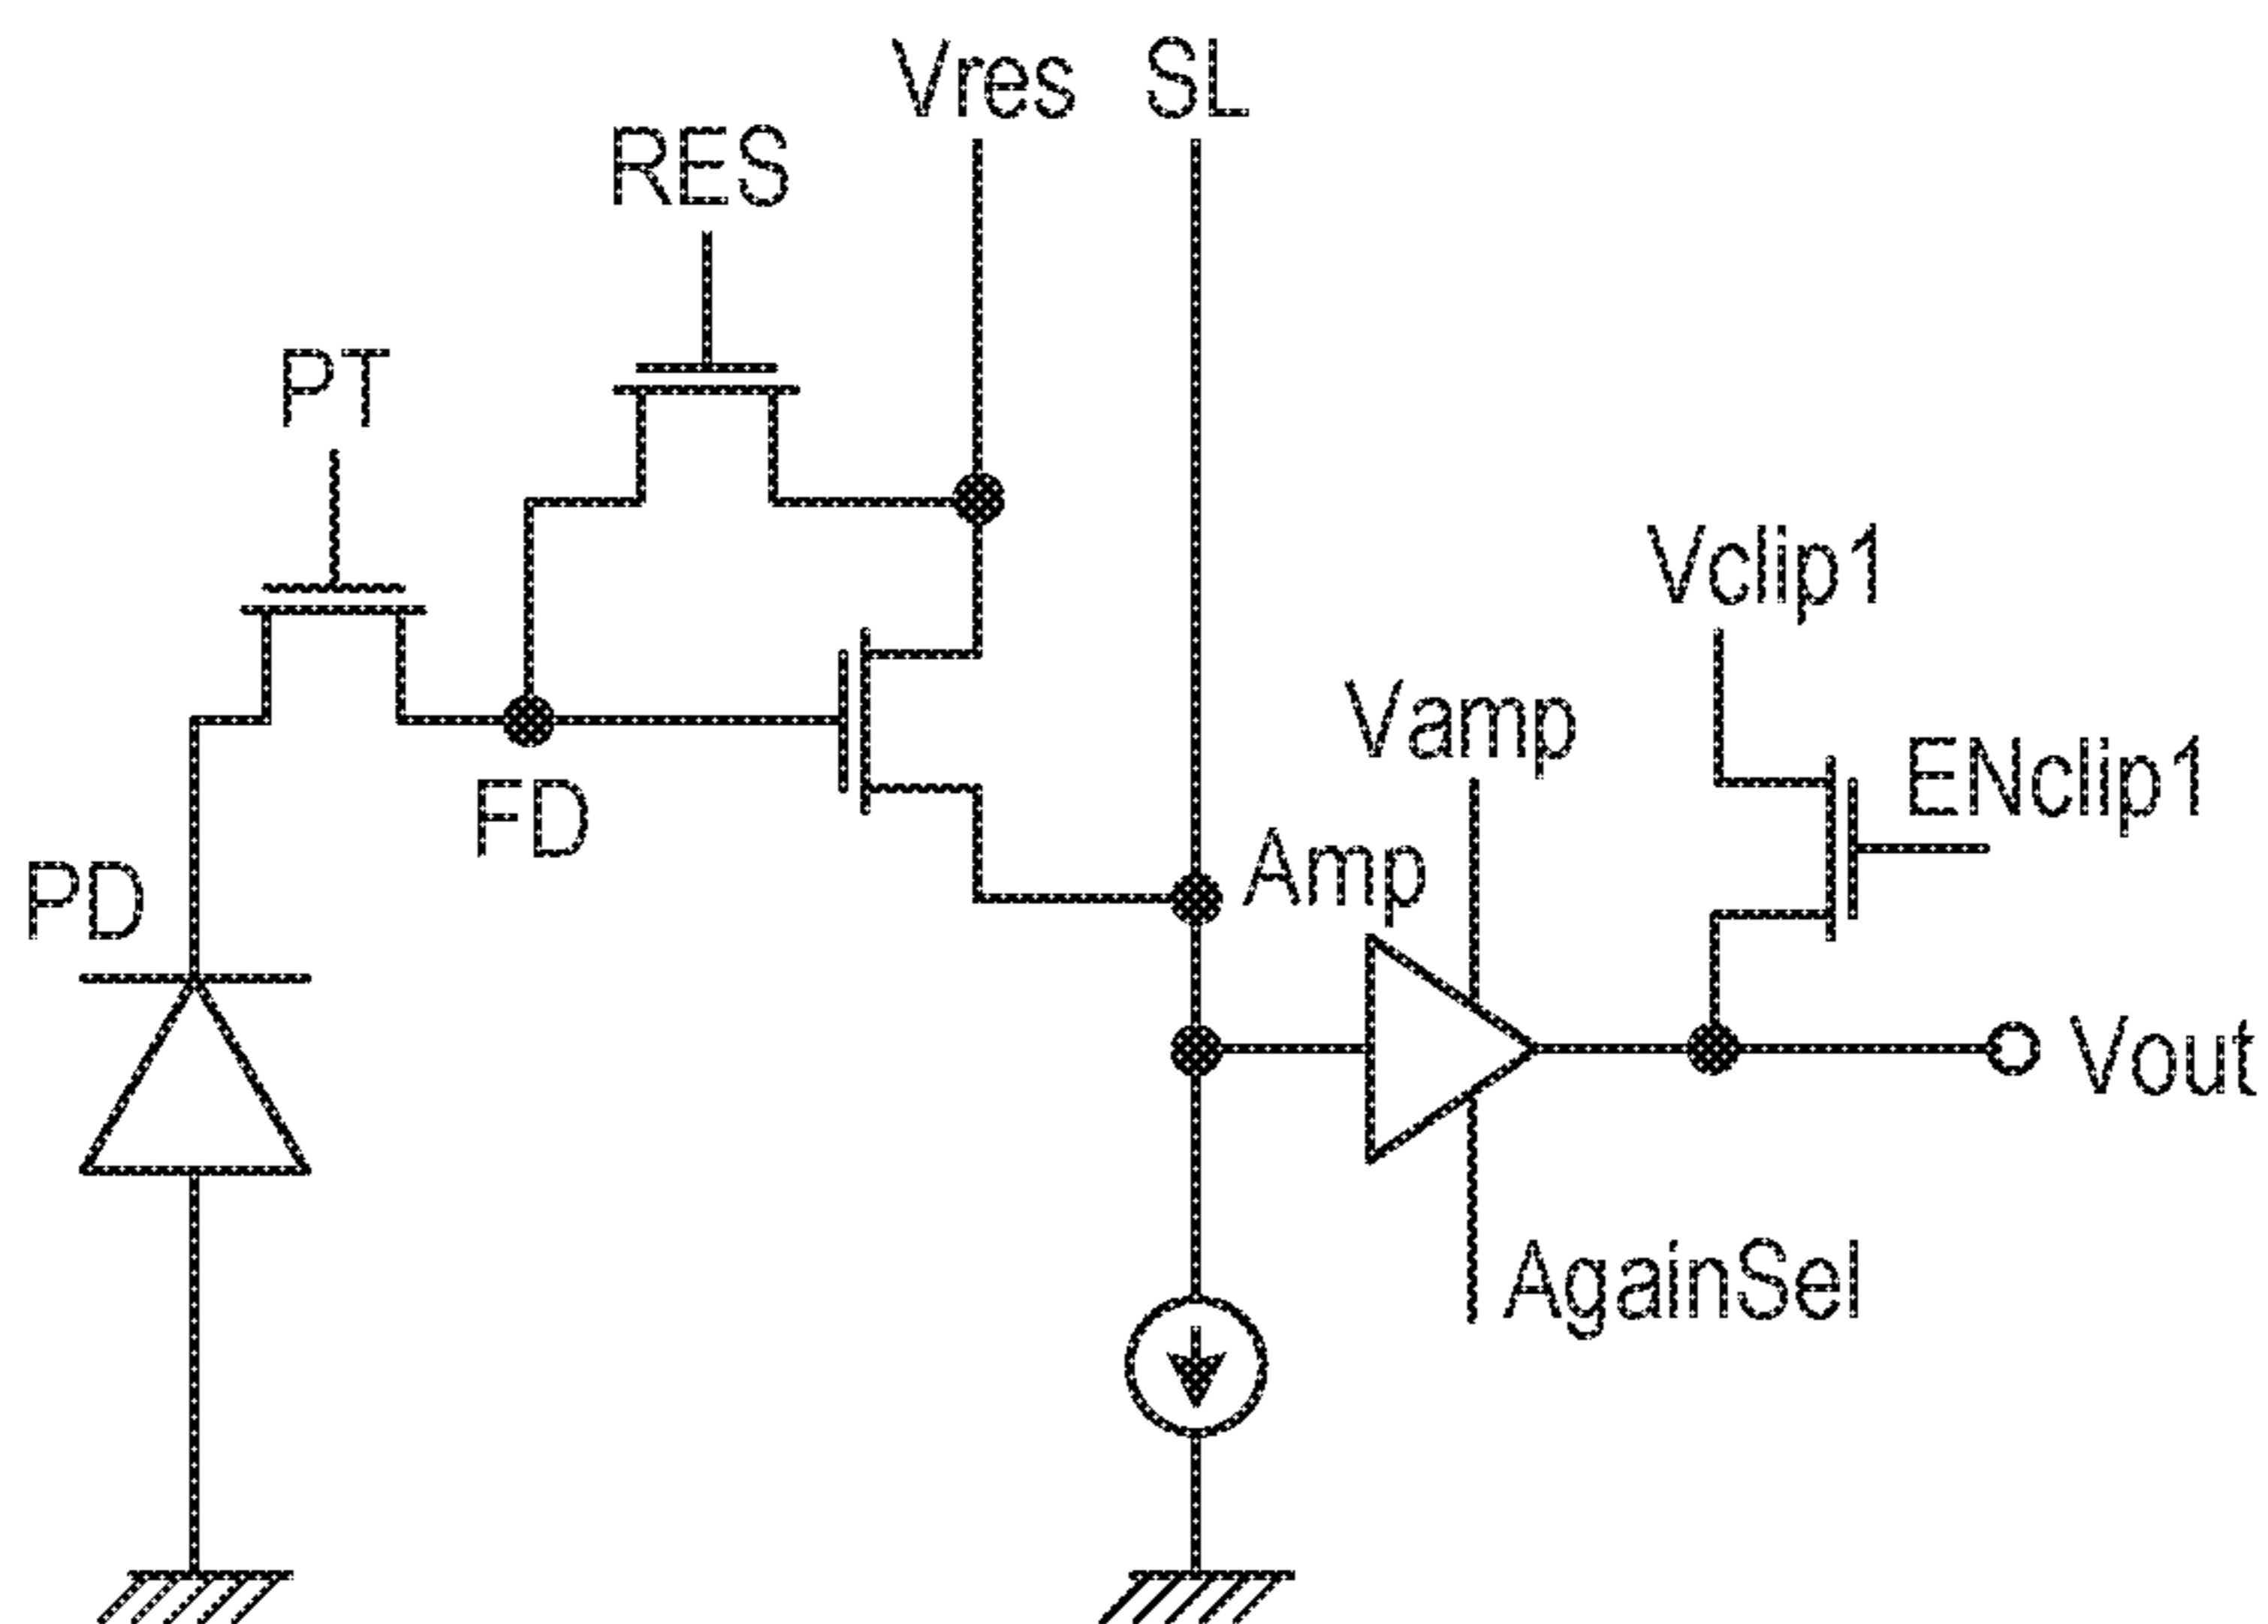 Vres SL
RES
PT
Vclip1
Vamp
ENclip1
FD
Amp
PD
Vout
AgainSel